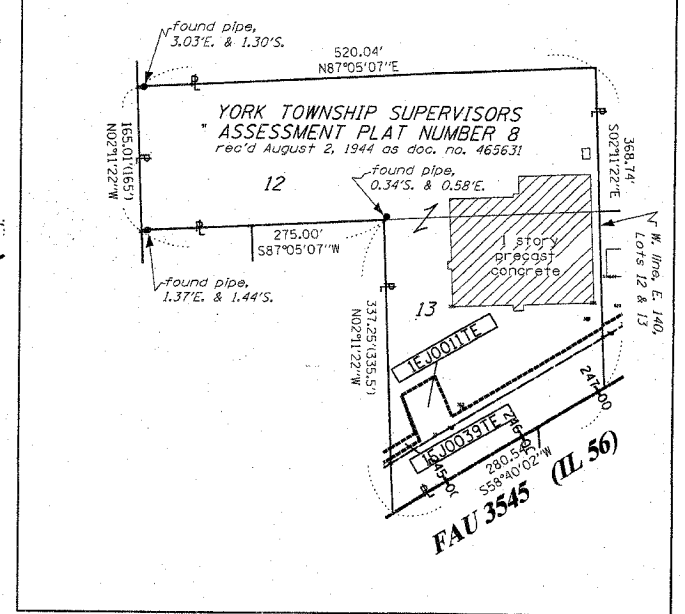 found pipe,
3.03'E. & 1.30'S.
520.04'
N87°05'07"E
165.01'(165')
N02°11'22"W
YORK TOWNSHIP SUPERVISORS
" ASSESSMENT PLAT NUMBER 8
rec'd August 2, 1944 as doc. no. 465631
12
found pipe,
0.34'S. & 0.58'E.
368.74'
S02°11'22"E
275.00'
S87°05'07"W
1 story
precast
concrete
W. line, E. 140,
Lots 12 & 13
found pipe,
1.37'E. & 1.44'S.
337.25'(335.5')
N02°11'22"W
13
1EJ0011TE
1EJ0039TE
247+00
280.54'
S58°40'02"W
FAU 3545 (IL 56)